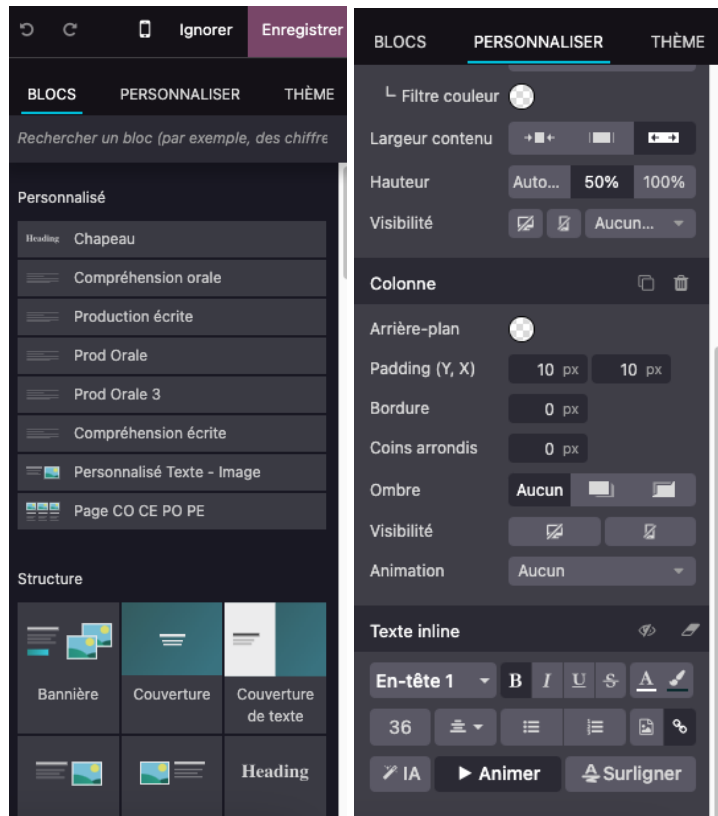 Ignorer Enregistrer
BLOCS PERSONNALISER THÈME
Rechercher un bloc (par exemple, des chiffre
Personnalisé
Heading Chapeau
Compréhension orale
Production écrite
Prod Orale
Prod Orale 3
Compréhension écrite
Personnalisé Texte - Image
Page CO CE PO PE
Structure
Bannière
Couverture
Couverture
de texte
Heading
BLOCS PERSONNALISER THÈME
Filtre couleur
Largeur contenu
Hauteur Auto... 50% 100%
Visibilité Aucun...
Colonne
Arrière-plan
Padding (Y, X) 10 px 10 px
Bordure 0 px
Coins arrondis 0 px
Ombre Aucun
Visibilité
Animation Aucun
Texte inline
En-tête 1 B I U S A
36
IA Animer Surligner